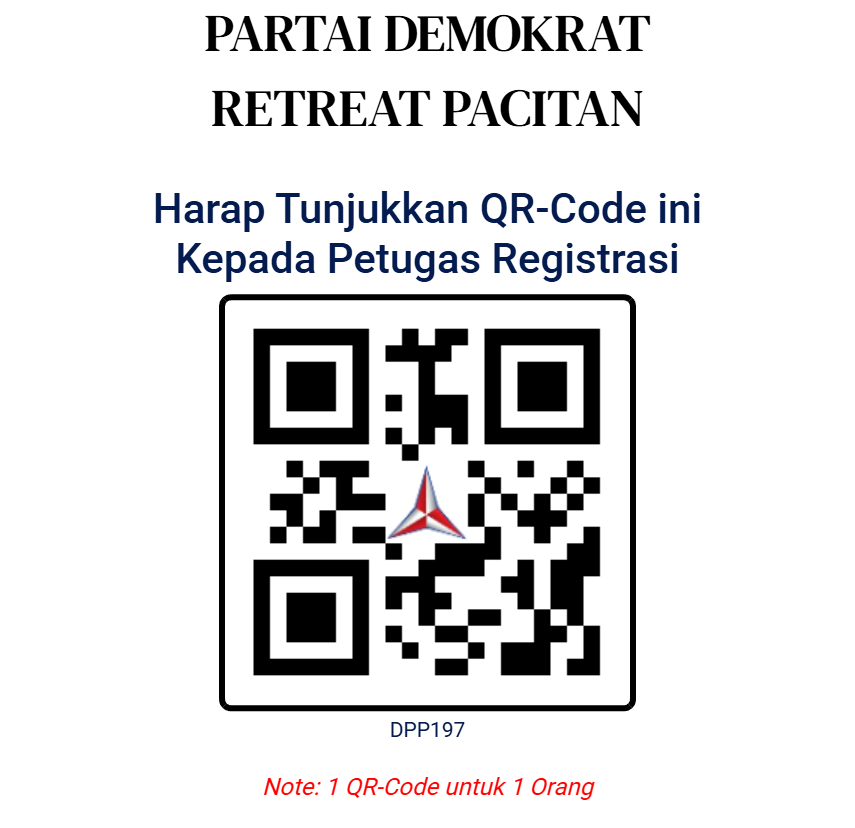 PARTAI DEMOKRAT
RETREAT PACITAN
Harap Tunjukkan QR-Code ini
Kepada Petugas Registrasi
DPP197
Note: 1 QR-Code untuk 1 Orang